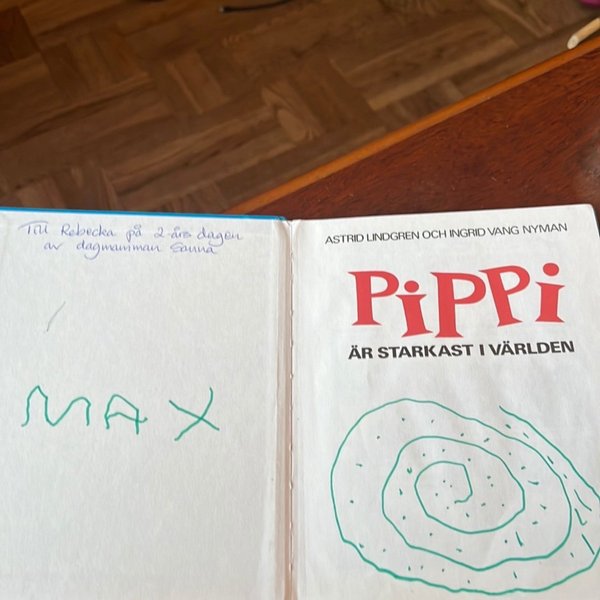 Till Rebecka på 2-års dagen
av dagmamman Sanna
MAX
ASTRID LINDGREN OCH INGRID VANG NYMAN
PiPPi
ÄR STARKAST I VÄRLDEN